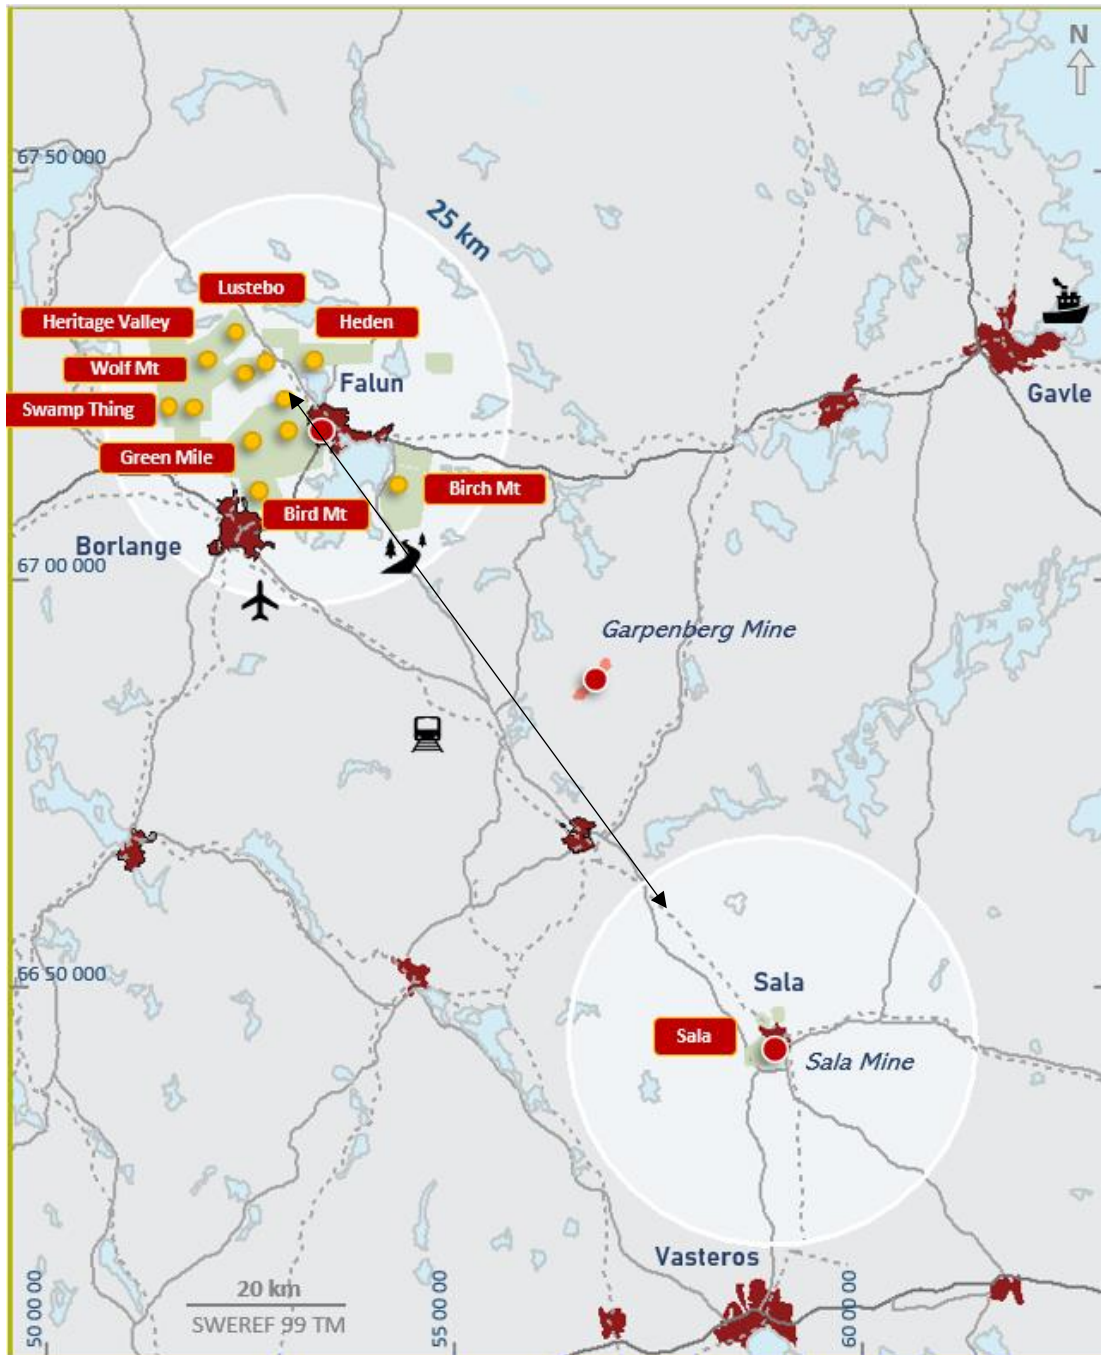 N
67 50 000
25 km
Lustebo
Heritage Valley
Heden
Wolf Mt
Falun
Gavle
Swamp Thing
Green Mile
Birch Mt
Bird Mt
Borlange
67 00 000
Garpenberg Mine
66 50 000
Sala
Sala
Sala Mine
Vasteros
20 km
SWEREF 99 TM
50 00 00
55 00 00
60 00 00